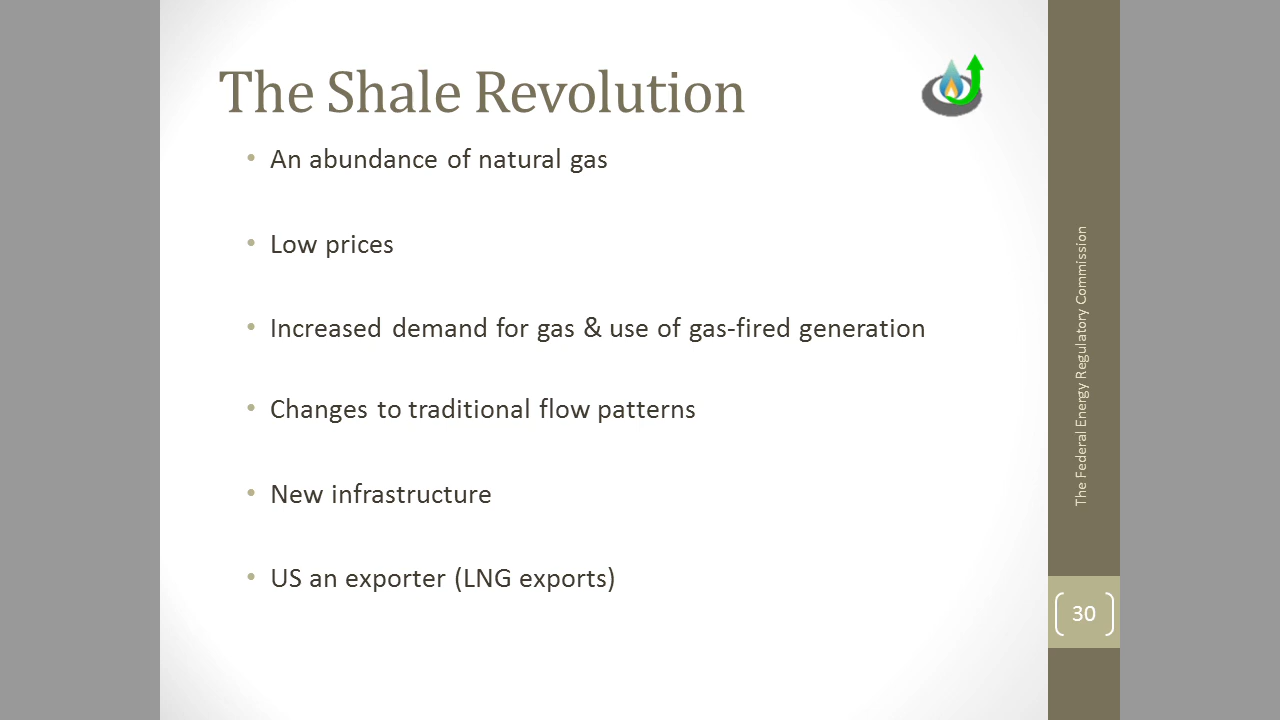 The Shale Revolution
• An abundance of natural gas
• Low prices
• Increased demand for gas & use of gas-fired generation
• Changes to traditional flow patterns
• New infrastructure
• US an exporter (LNG exports)
The Federal Energy Regulatory Commission
30